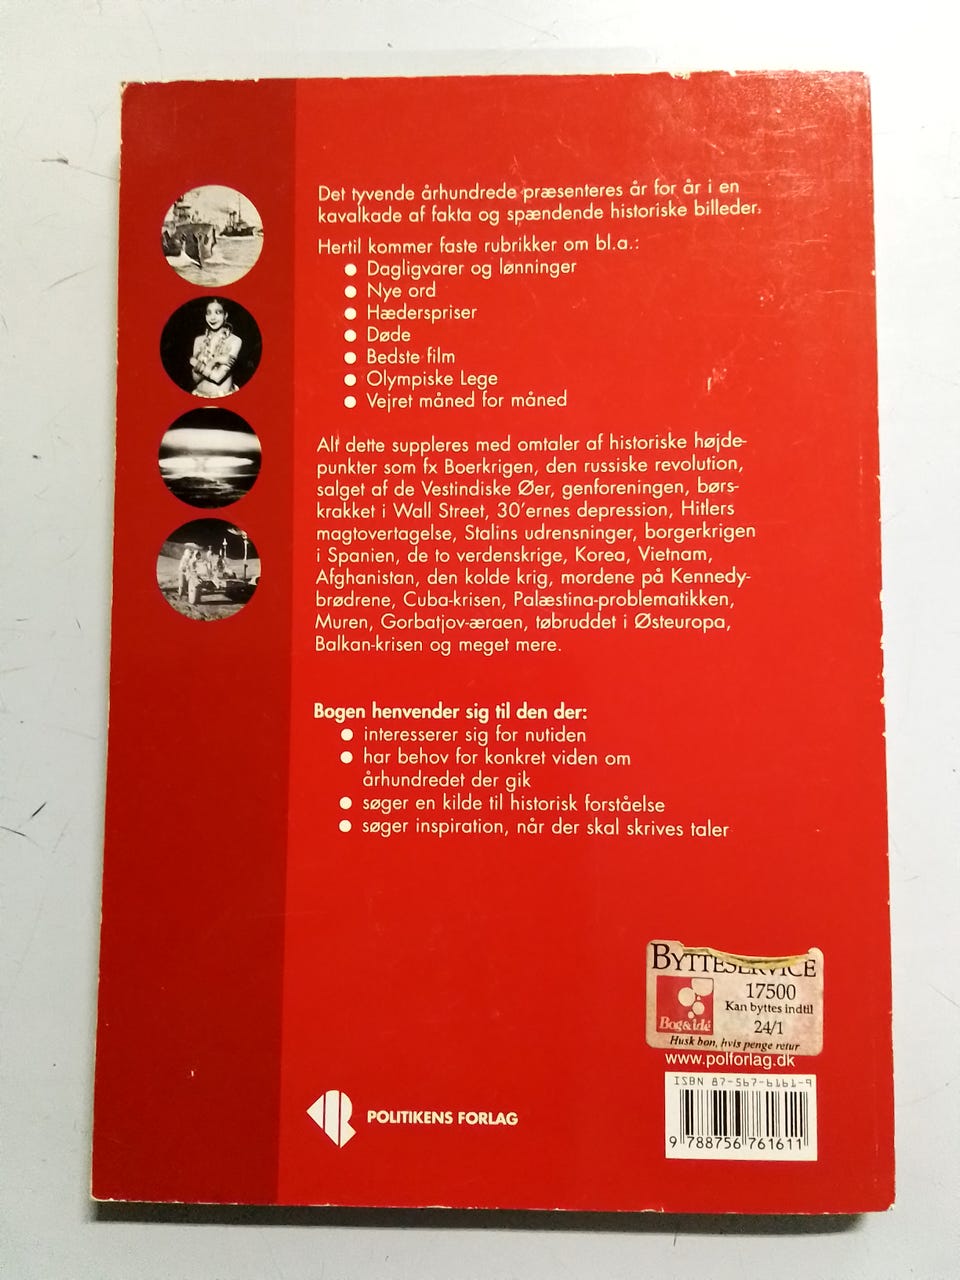 Det tyvende århundrede præsenteres år for år i en
kavalkade af fakta og spændende historiske billeder.
Hertil kommer faste rubrikker om bl.a.:
● Dagligvarer og lønninger
● Nye ord
● Hæderspriser
● Døde
● Bedste film
● Olympiske Lege
● Vejret måned for måned
Alt dette suppleres med omtaler af historiske højde-
punkter som fx Boerkrigen, den russiske revolution,
salget af de Vestindiske Øer, genforeningen, børs-
krakket i Wall Street, 30'ernes depression, Hitlers
magtovertagelse, Stalins udrensninger, borgerkrigen
i Spanien, de to verdenskrige, Korea, Vietnam,
Afghanistan, den kolde krig, mordene på Kennedy-
brødrene, Cuba-krisen, Palæstina-problematikken,
Muren, Gorbatjov-æraen, tøbruddet i Østeuropa,
Balkan-krisen og meget mere.
Bogen henvender sig til den der:
● interesserer sig for nutiden
● har behov for konkret viden om
århundredet der gik
● søger en kilde til historisk forståelse
● søger inspiration, når der skal skrives taler
BYTTESERVICE
17500
Kan byttes indtil
24/1
Bog&idé
Husk bon, hvis penge retur
www.polforlag.dk
ISBN 87-567-6161-9
9 788756 761611
POLITIKENS FORLAG